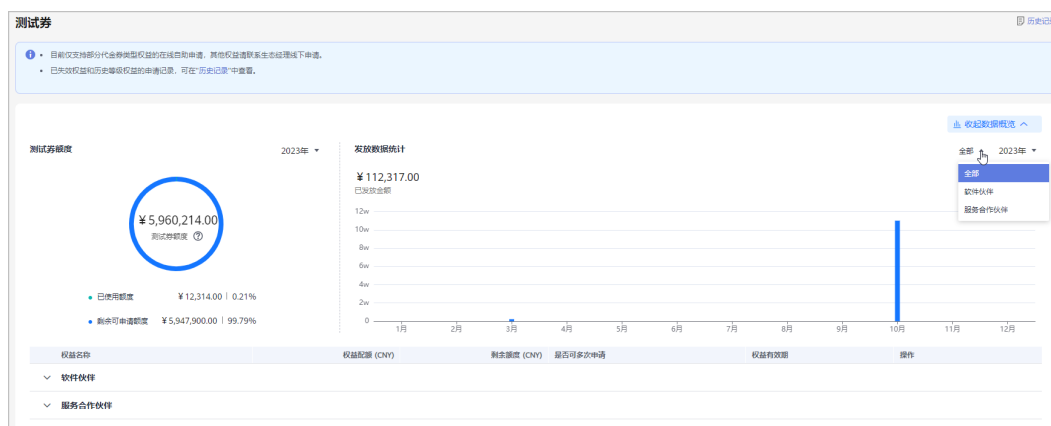 测试券
历史记录
目前仅支持部分代金券类型权益的在线自助申请，其他权益请联系生态经理线下申请。
已失效权益和历史等级权益的申请记录，可在"历史记录"中查看。
收起数据概览
测试券额度
2023年
发放数据统计
全部
2023年
¥ 112,317.00
已发放金额
全部
软件伙伴
服务合作伙伴
¥ 5,960,214.00
测试券额度
已使用额度 ¥ 12,314.00 | 0.21%
剩余可申请额度 ¥ 5,947,900.00 | 99.79%
12w
10w
8w
6w
4w
2w
0
1月 2月 3月 4月 5月 6月 7月 8月 9月 10月 11月 12月
权益名称 权益配额 (CNY) 剩余额度 (CNY) 是否可多次申请 权益有效期 操作
软件伙伴
服务合作伙伴